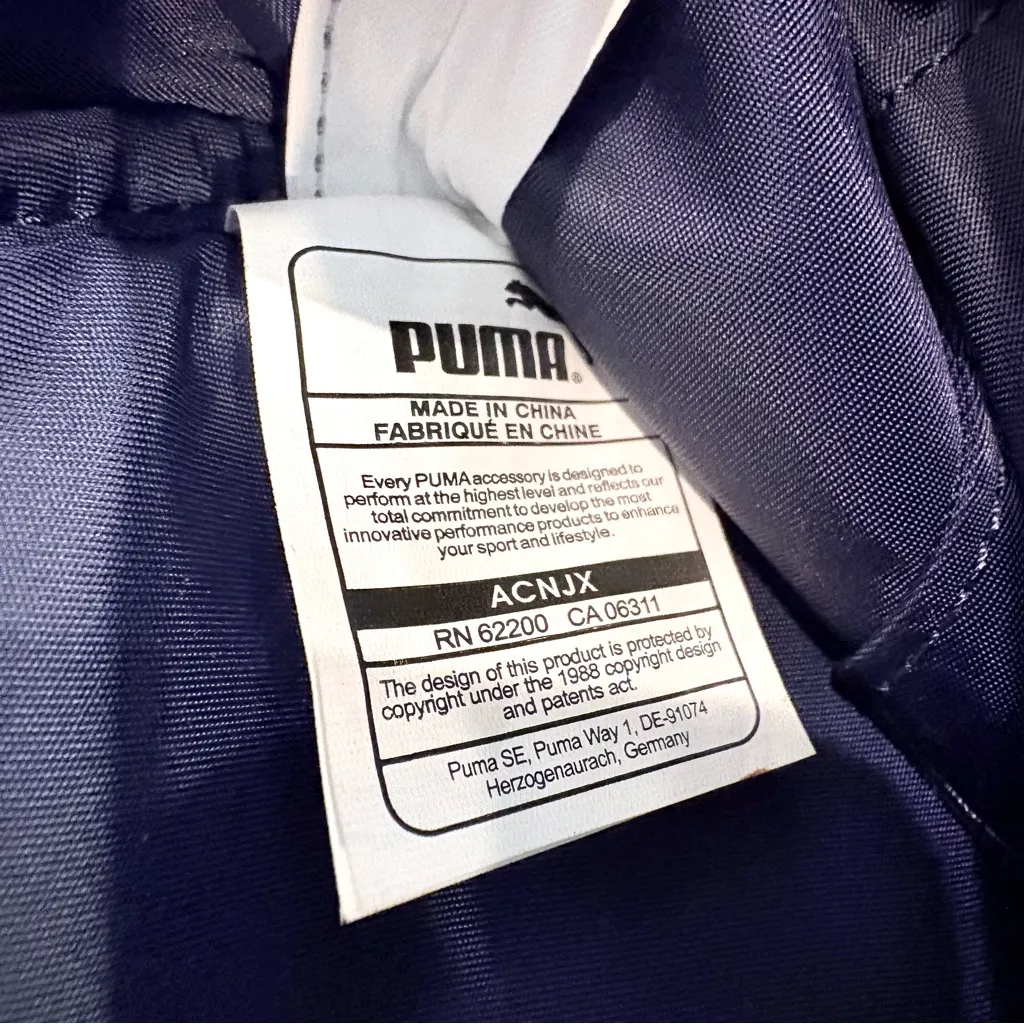 PUMA®
MADE IN CHINA
FABRIQUÉ EN CHINE
Every PUMA accessory is designed to
perform at the highest level and reflects our
total commitment to develop the most
innovative performance products to enhance
your sport and lifestyle.
ACNJX
RN 62200 CA 06311
The design of this product is protected by
copyright under the 1988 copyright design
and patents act.
Puma SE, Puma Way 1, DE-91074
Herzogenaurach, Germany